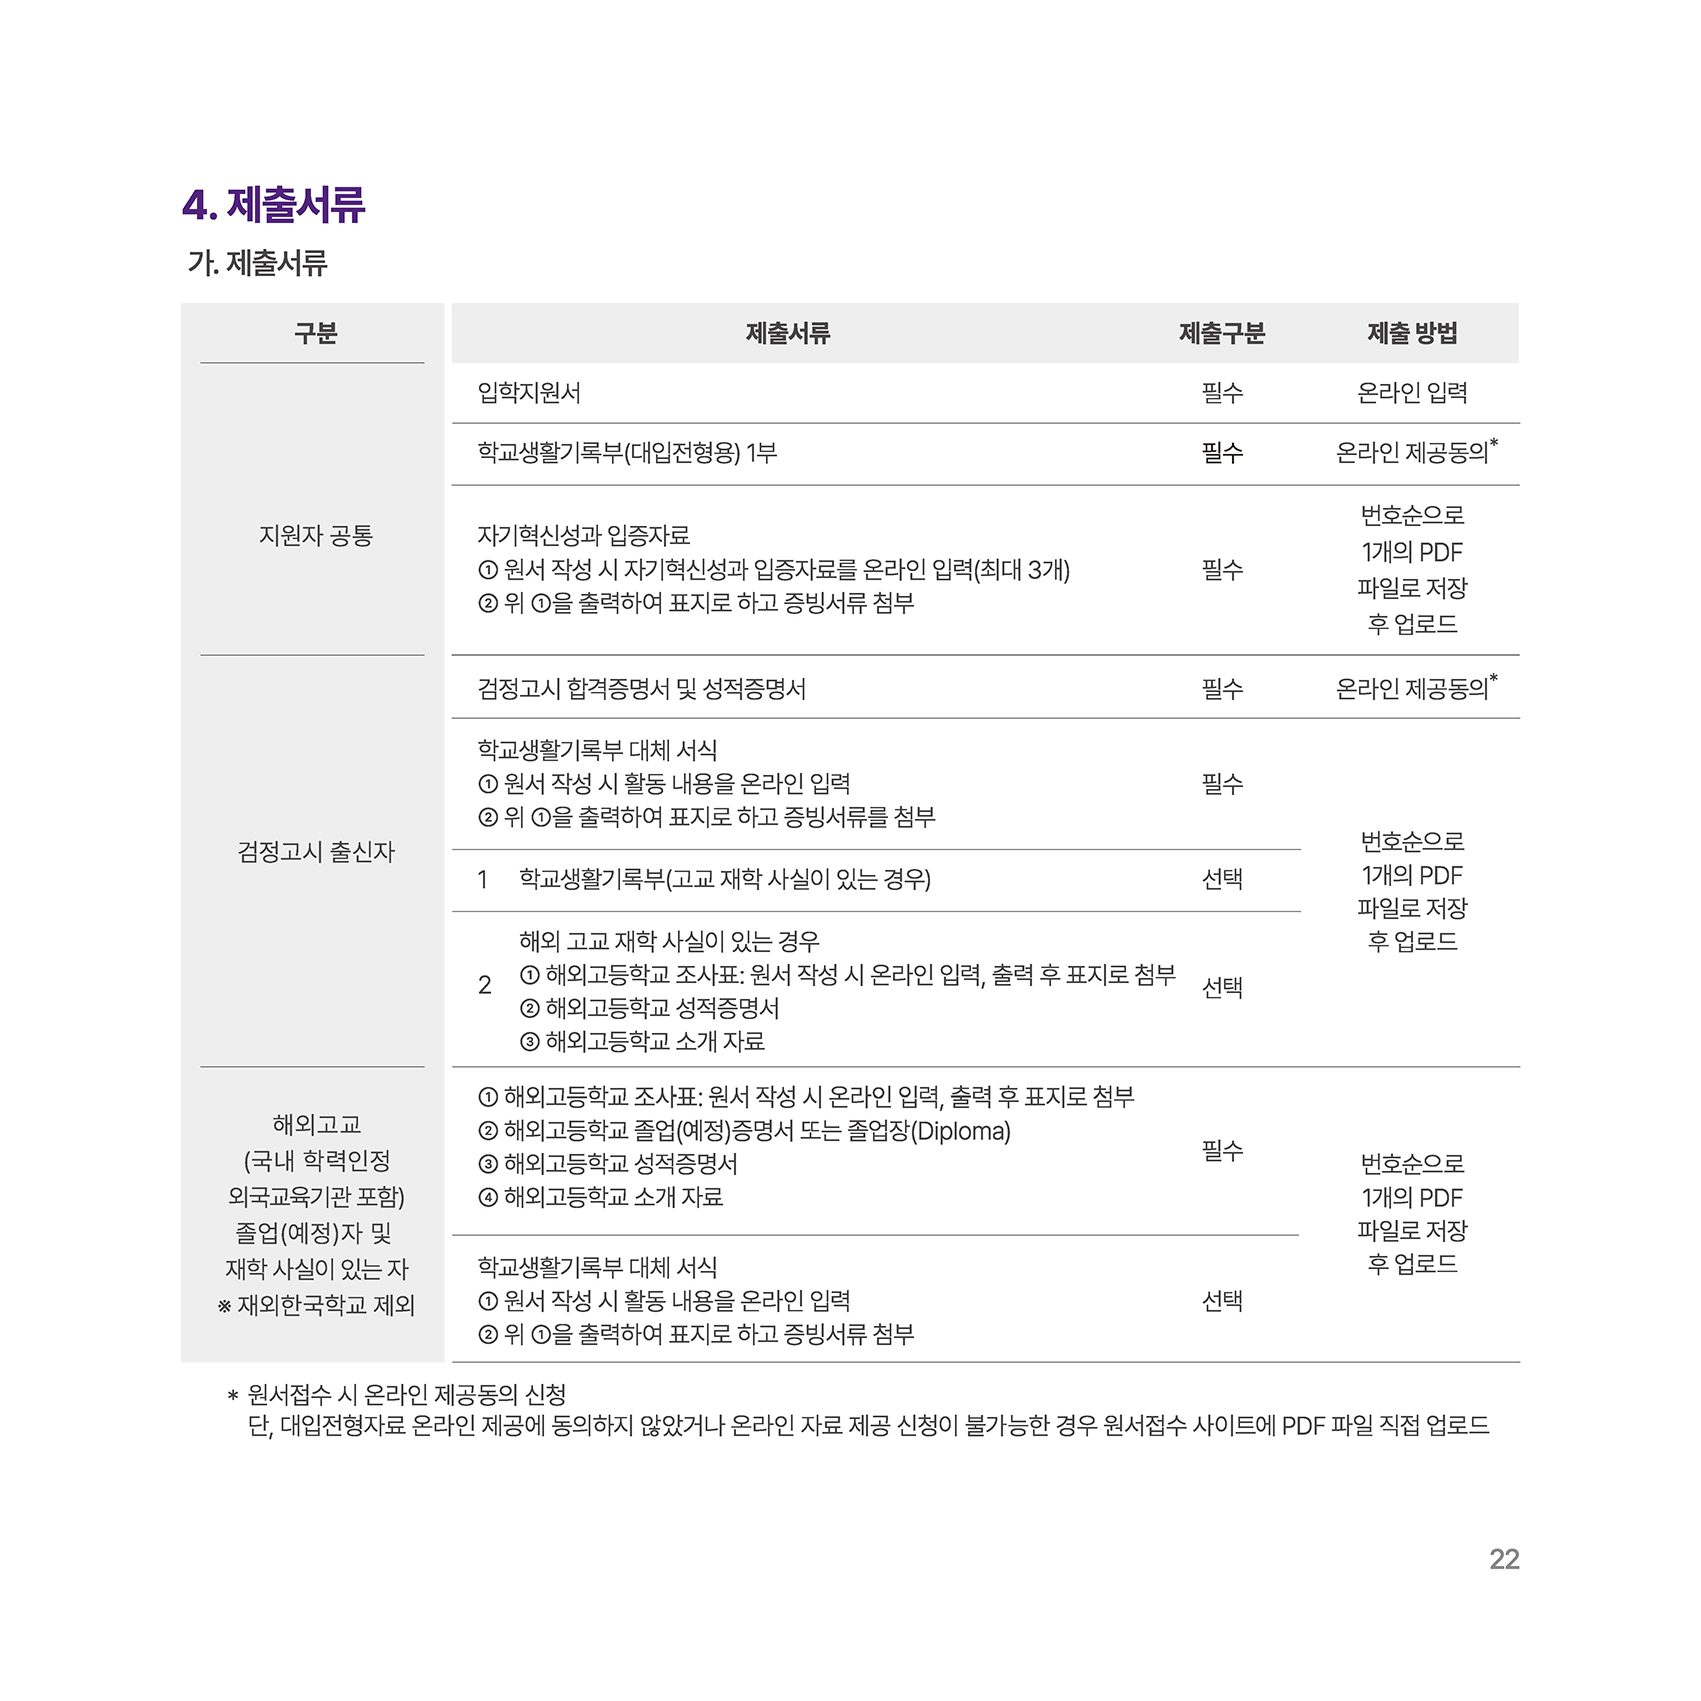 4. 제출서류
가. 제출서류
구분
제출서류
제출구분
제출 방법
지원자 공통
입학지원서
필수
온라인 입력
학교생활기록부(대입전형용) 1부
필수
온라인 제공동의*
자기혁신성과 입증자료
① 원서 작성 시 자기혁신성과 입증자료를 온라인 입력(최대 3개)
② 위 ①을 출력하여 표지로 하고 증빙서류 첨부
필수
번호순으로
1개의 PDF
파일로 저장
후 업로드
검정고시 출신자
검정고시 합격증명서 및 성적증명서
필수
온라인 제공동의*
학교생활기록부 대체 서식
① 원서 작성 시 활동 내용을 온라인 입력
② 위 ①을 출력하여 표지로 하고 증빙서류를 첨부
필수
번호순으로
1개의 PDF
파일로 저장
후 업로드
1 학교생활기록부(고교 재학 사실이 있는 경우)
선택
2
해외 고교 재학 사실이 있는 경우
① 해외고등학교 조사표: 원서 작성 시 온라인 입력, 출력 후 표지로 첨부
② 해외고등학교 성적증명서
③ 해외고등학교 소개 자료
선택
해외고교
(국내 학력인정
외국교육기관 포함)
졸업(예정)자 및
재학 사실이 있는 자
※ 재외한국학교 제외
① 해외고등학교 조사표: 원서 작성 시 온라인 입력, 출력 후 표지로 첨부
② 해외고등학교 졸업(예정)증명서 또는 졸업장(Diploma)
③ 해외고등학교 성적증명서
④ 해외고등학교 소개 자료
필수
번호순으로
1개의 PDF
파일로 저장
후 업로드
학교생활기록부 대체 서식
① 원서 작성 시 활동 내용을 온라인 입력
② 위 ①을 출력하여 표지로 하고 증빙서류 첨부
선택
* 원서접수 시 온라인 제공동의 신청
단, 대입전형자료 온라인 제공에 동의하지 않았거나 온라인 자료 제공 신청이 불가능한 경우 원서접수 사이트에 PDF 파일 직접 업로드
22